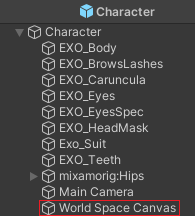 Character
Character
EXO_Body
EXO_BrowsLashes
EXO_Caruncula
EXO_Eyes
EXO_EyesSpec
EXO_HeadMask
Exo_Suit
EXO_Teeth
mixamorig:Hips
Main Camera
World Space Canvas